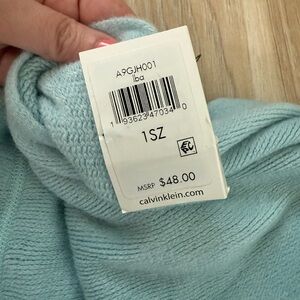 A9GJH001
lba
1 93623 47034 0
1SZ
MSRP $48.00
calvinklein.com